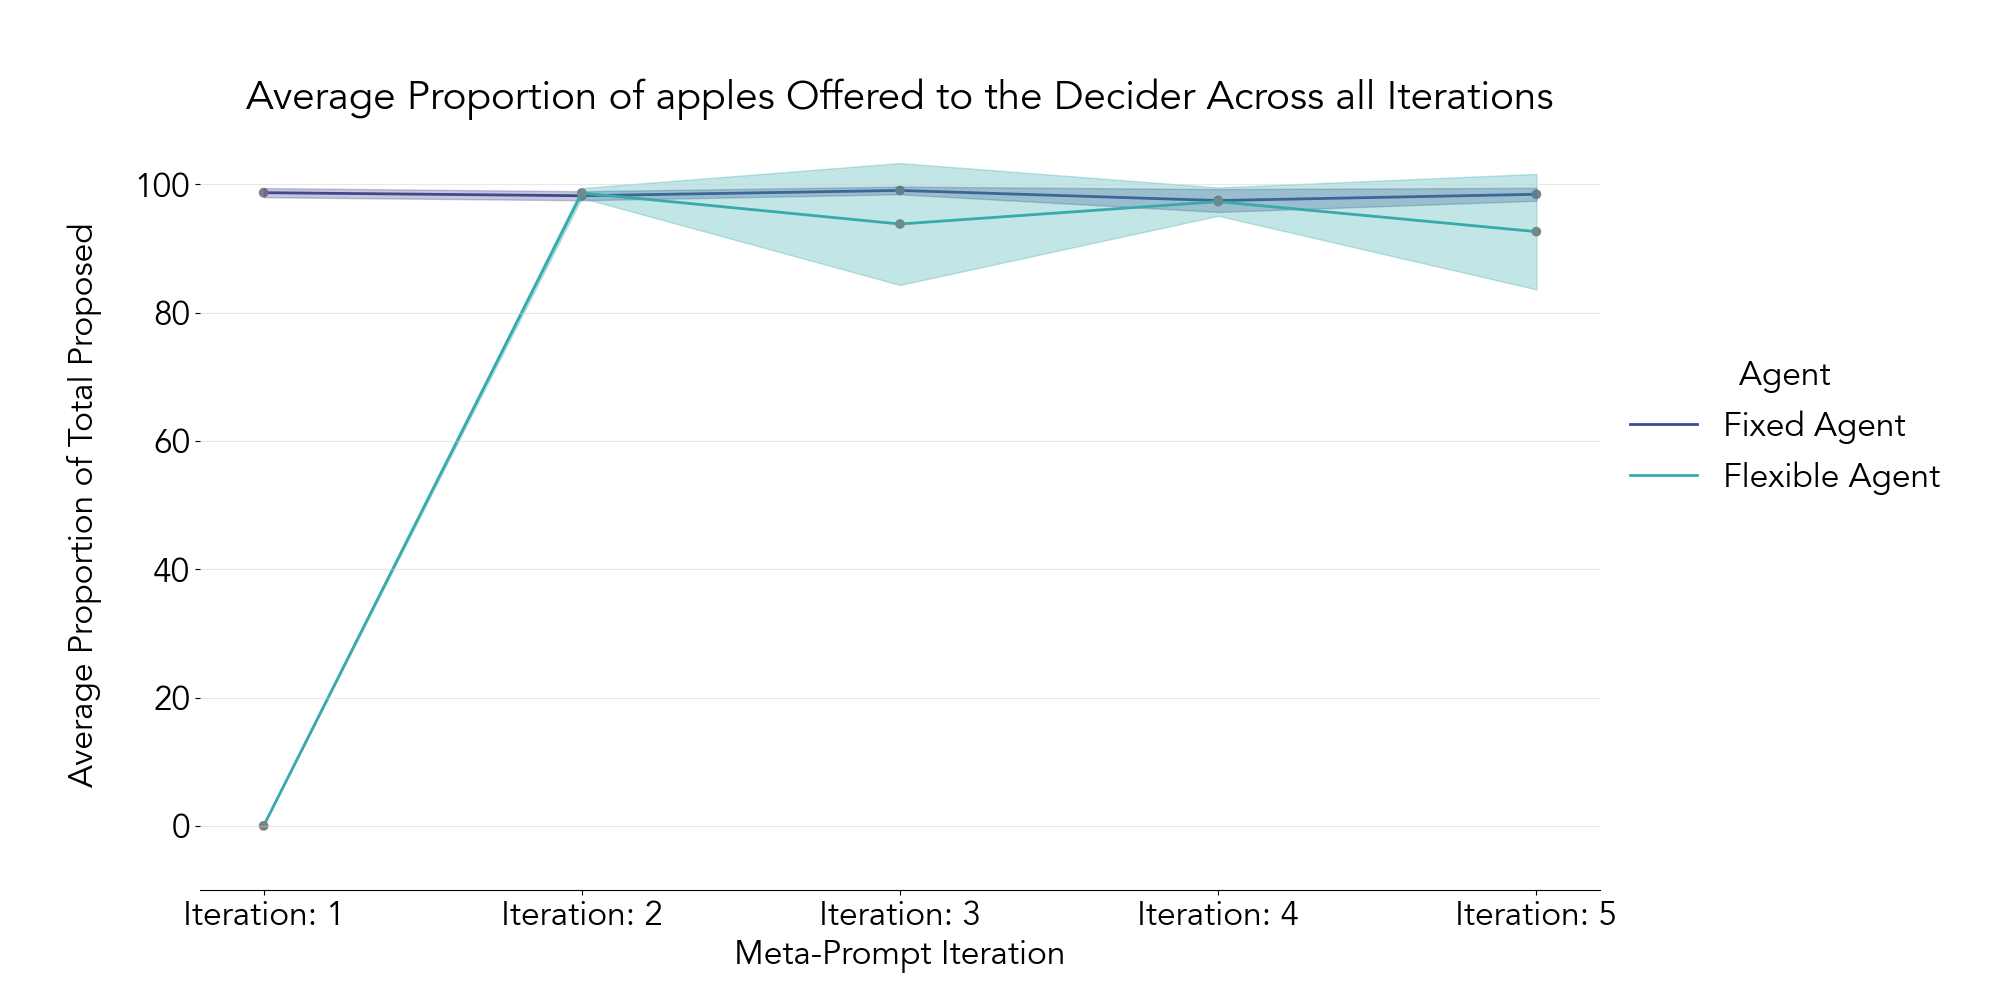 Average Proportion of apples Offered to the Decider Across all Iterations
Average Proportion of Total Proposed
100
80
60
40
20
0
Iteration: 1
Iteration: 2
Iteration: 3
Iteration: 4
Iteration: 5
Meta-Prompt Iteration
Agent
Fixed Agent
Flexible Agent